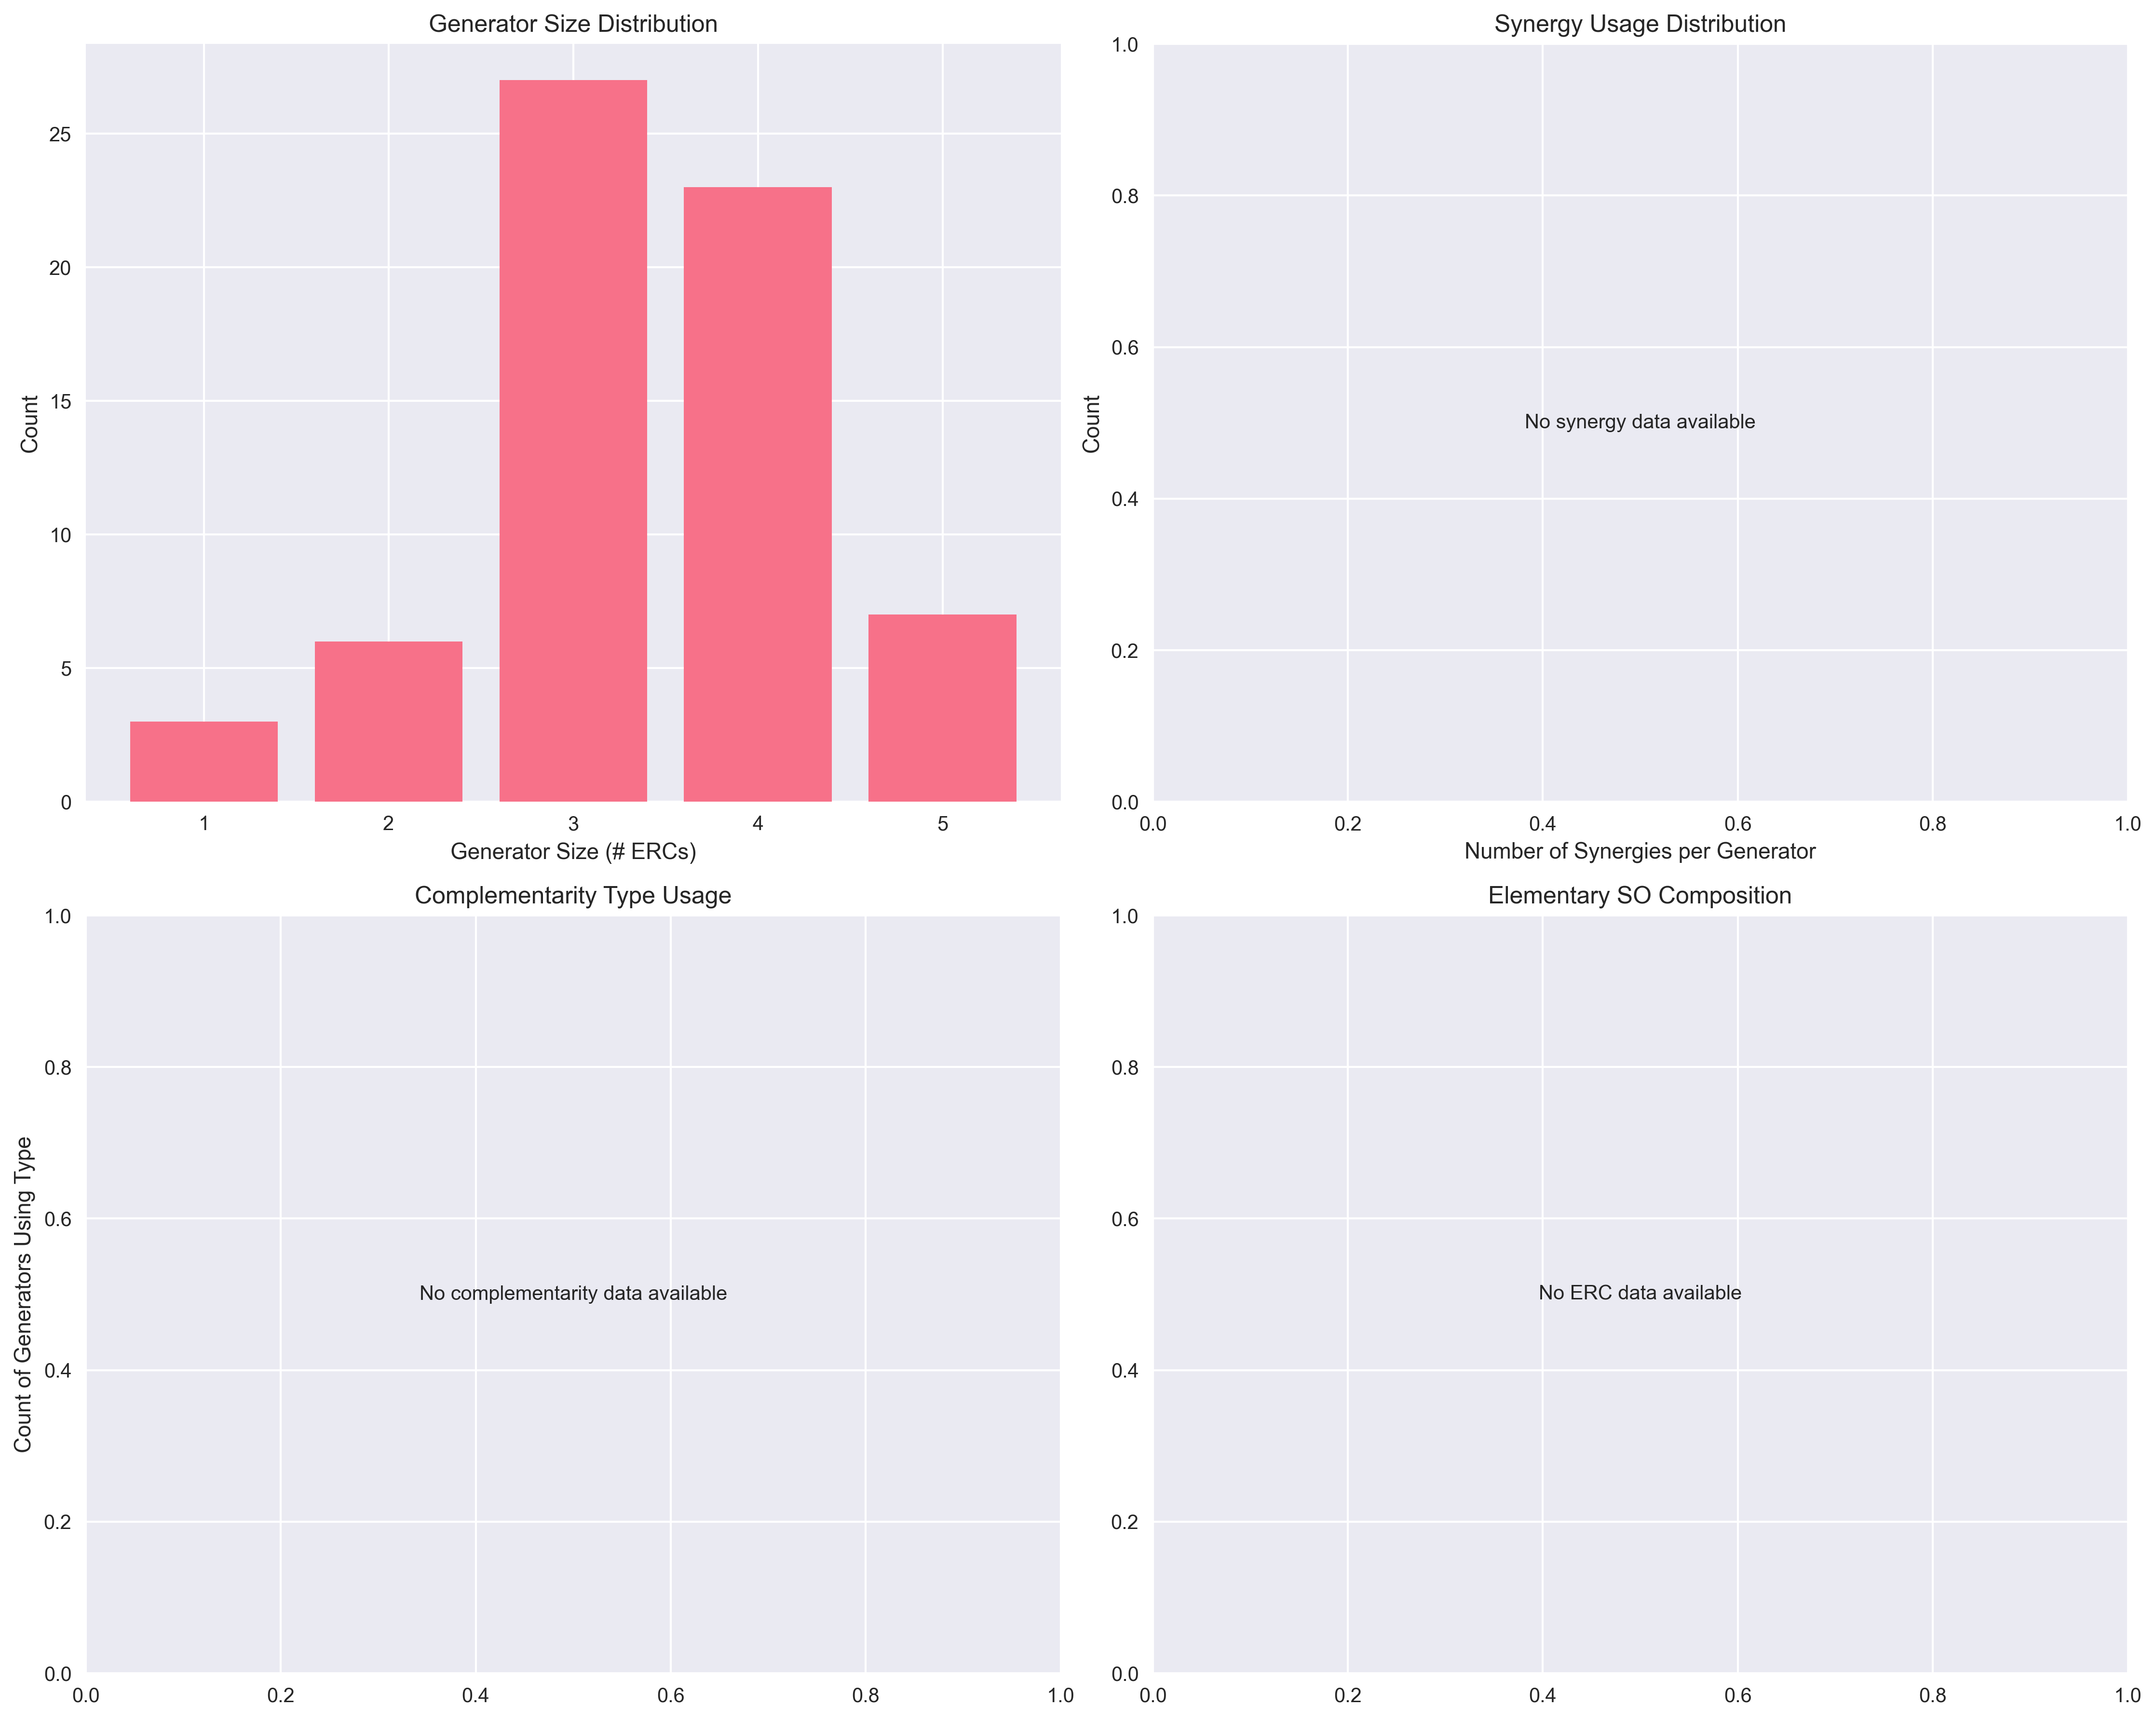 Generator Size Distribution
Count
25
20
15
10
5
0
1 2 3 4 5
Generator Size (# ERCs)
Synergy Usage Distribution
Count
1.0
0.8
0.6
0.4
0.2
0.0
No synergy data available
0.0 0.2 0.4 0.6 0.8 1.0
Number of Synergies per Generator
Complementarity Type Usage
Count of Generators Using Type
1.0
0.8
0.6
0.4
0.2
0.0
No complementarity data available
0.0 0.2 0.4 0.6 0.8 1.0
Elementary SO Composition
1.0
0.8
0.6
0.4
0.2
0.0
No ERC data available
0.0 0.2 0.4 0.6 0.8 1.0